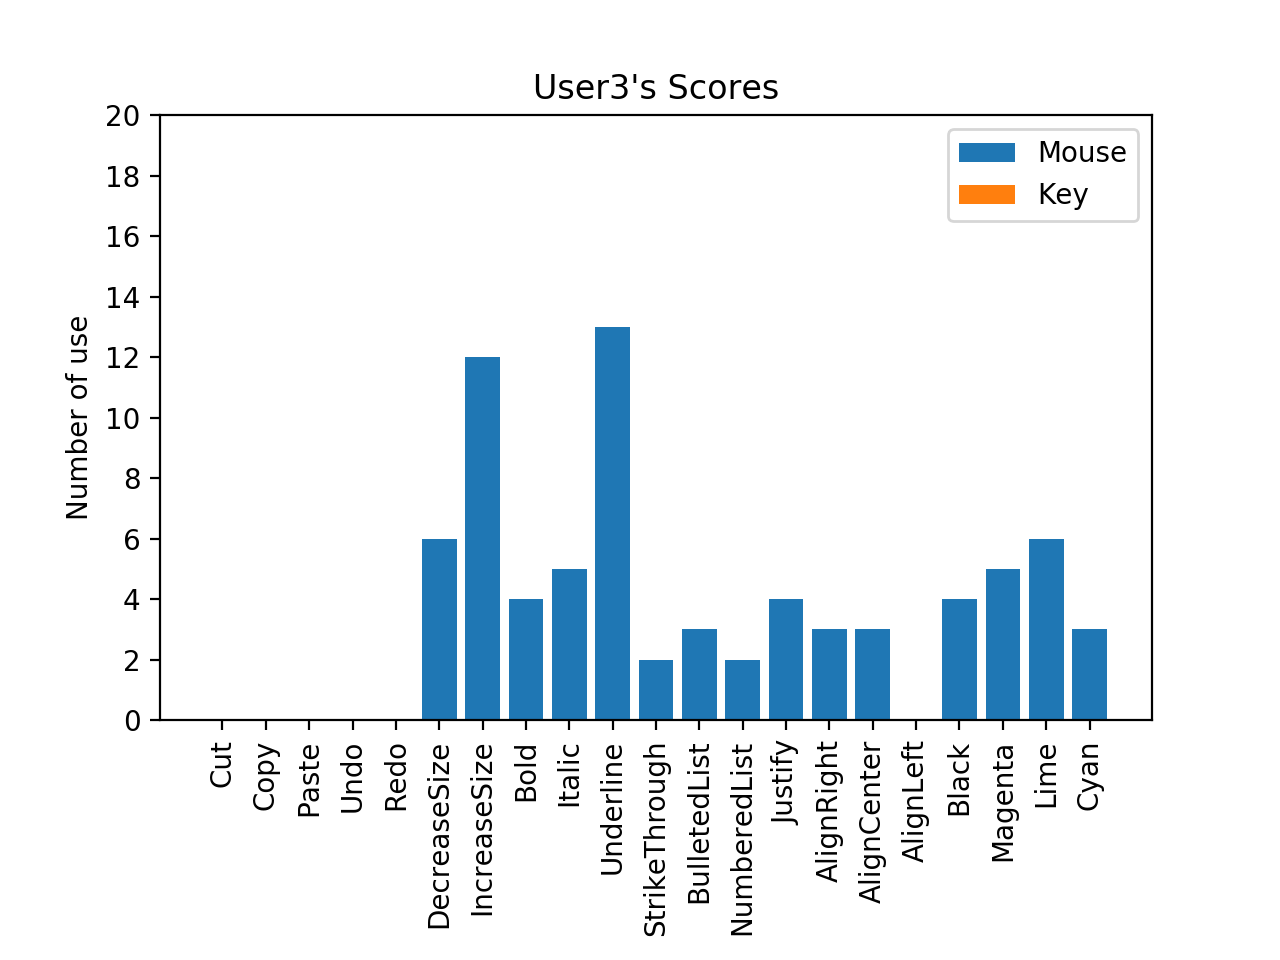 User3's Scores
Mouse
Key
Number of use
20
18
16
14
12
10
8
6
4
2
0
Cut
Copy
Paste
Undo
Redo
DecreaseSize
IncreaseSize
Bold
Italic
Underline
StrikeThrough
BulletedList
NumberedList
Justify
AlignRight
AlignCenter
AlignLeft
Black
Magenta
Lime
Cyan